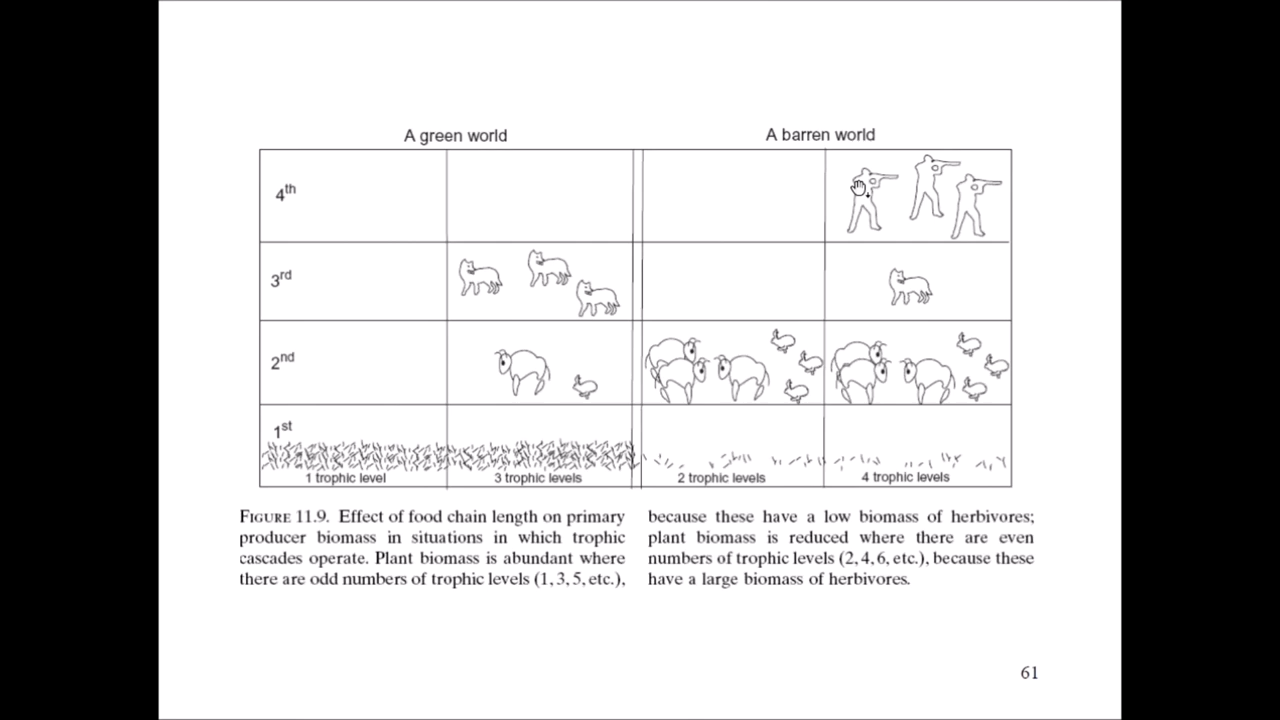 A green world
A barren world
4th
3rd
2nd
1st
1 trophic level
3 trophic levels
2 trophic levels
4 trophic levels
FIGURE 11.9. Effect of food chain length on primary
producer biomass in situations in which trophic
cascades operate. Plant biomass is abundant where
there are odd numbers of trophic levels (1, 3, 5, etc.),
because these have a low biomass of herbivores;
plant biomass is reduced where there are even
numbers of trophic levels (2, 4, 6, etc.), because these
have a large biomass of herbivores.
61